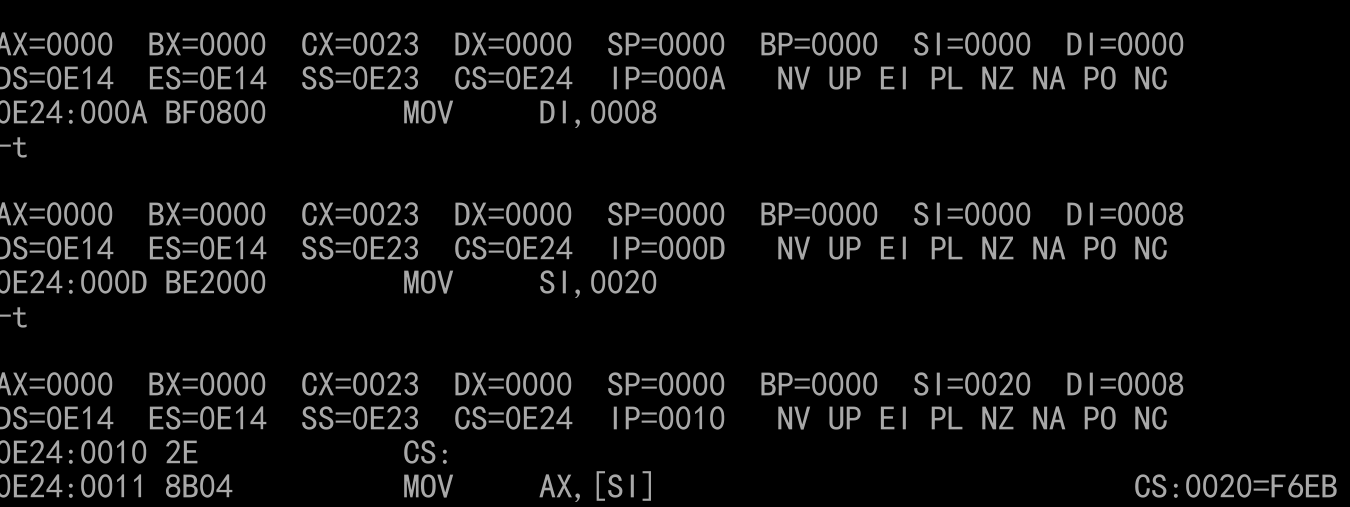 AX=0000  BX=0000  CX=0023  DX=0000  SP=0000  BP=0000  SI=0000  DI=0000
DS=0E14  ES=0E14  SS=0E23  CS=0E24  IP=000A   NV UP EI PL NZ NA PO NC
0E24:000A BF0800        MOV     DI,0008
-t
AX=0000  BX=0000  CX=0023  DX=0000  SP=0000  BP=0000  SI=0000  DI=0008
DS=0E14  ES=0E14  SS=0E23  CS=0E24  IP=000D   NV UP EI PL NZ NA PO NC
0E24:000D BE2000        MOV     SI,0020
-t
AX=0000  BX=0000  CX=0023  DX=0000  SP=0000  BP=0000  SI=0020  DI=0008
DS=0E14  ES=0E14  SS=0E23  CS=0E24  IP=0010   NV UP EI PL NZ NA PO NC
0E24:0010 2E            CS:
0E24:0011 8B04          MOV     AX,[SI]                            CS:0020=F6EB